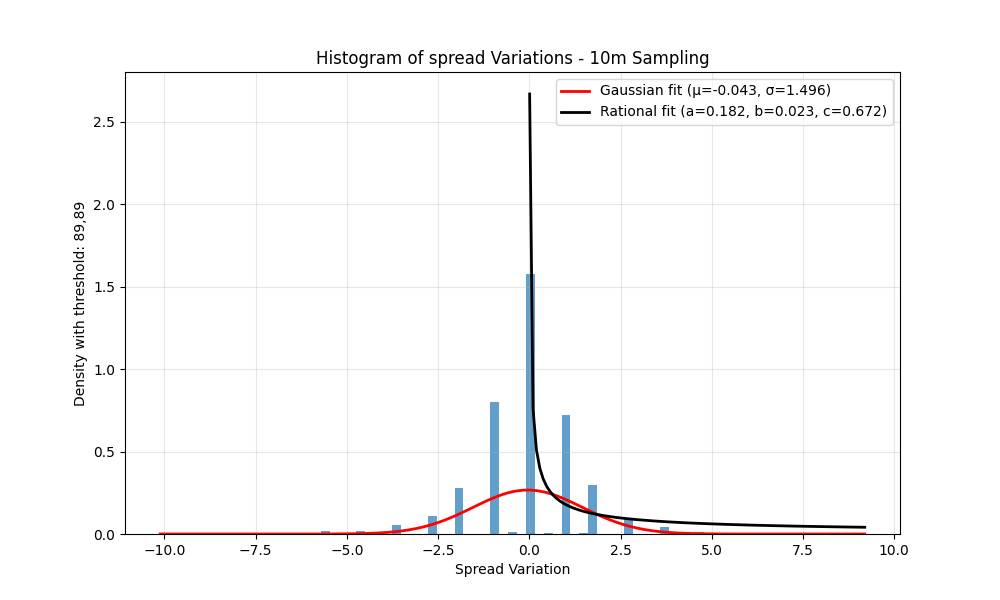 Histogram of spread Variations - 10m Sampling
Gaussian fit (μ=-0.043, σ=1.496)
Rational fit (a=0.182, b=0.023, c=0.672)
Density with threshold: 89,89
2.5
2.0
1.5
1.0
0.5
0.0
−10.0 −7.5 −5.0 −2.5 0.0 2.5 5.0 7.5 10.0
Spread Variation